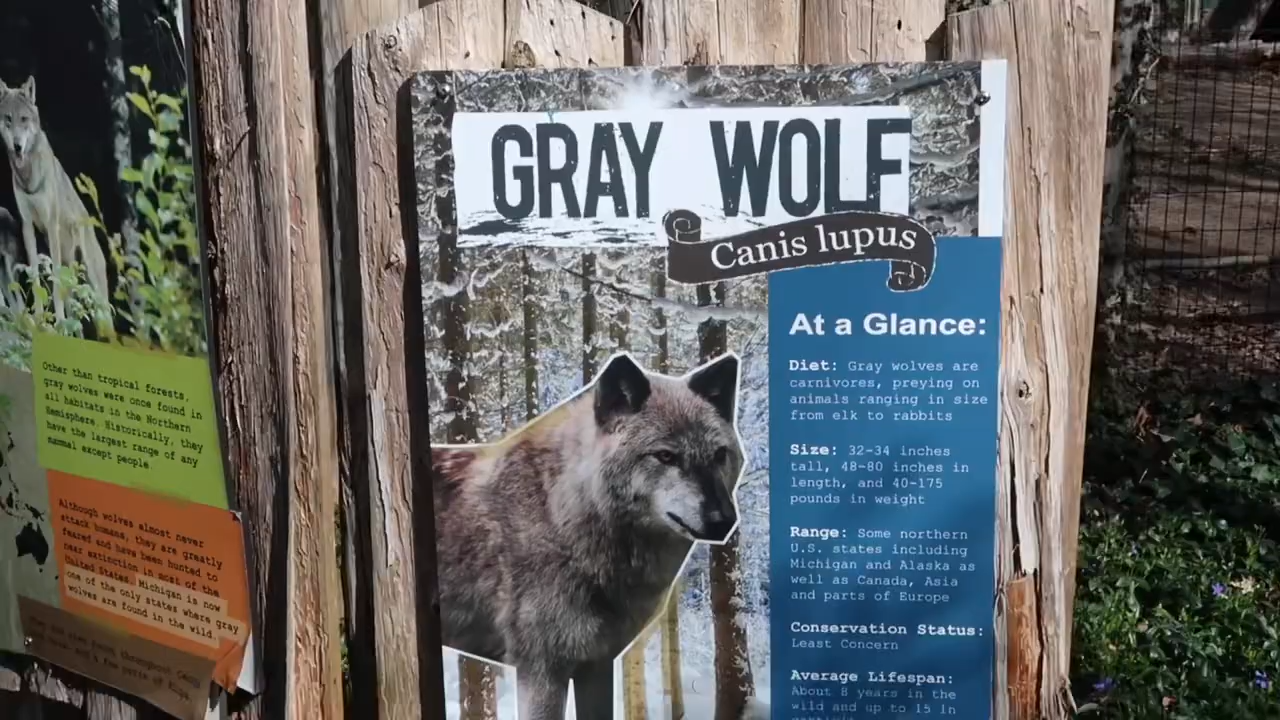 Other than tropical forests,
gray wolves were once found in
all habitats in the Northern
Hemisphere. Historically, they
have the largest range of any
mammal except people.
Although wolves almost never
attack humans, they are greatly
feared and have been hunted to
near extinction in most of the
United States. Michigan is now
one of the only states where gray
wolves are found in the wild.
throughout
parts of
GRAY WOLF
Canis lupus
At a Glance:
Diet: Gray wolves are
carnivores, preying on
animals ranging in size
from elk to rabbits
Size: 32-34 inches
tall, 48-80 inches in
length, and 40-175
pounds in weight
Range: Some northern
U.S. states including
Michigan and Alaska as
well as Canada, Asia
and parts of Europe
Conservation Status:
Least Concern
Average Lifespan:
About 8 years in the
wild and up to 15 in